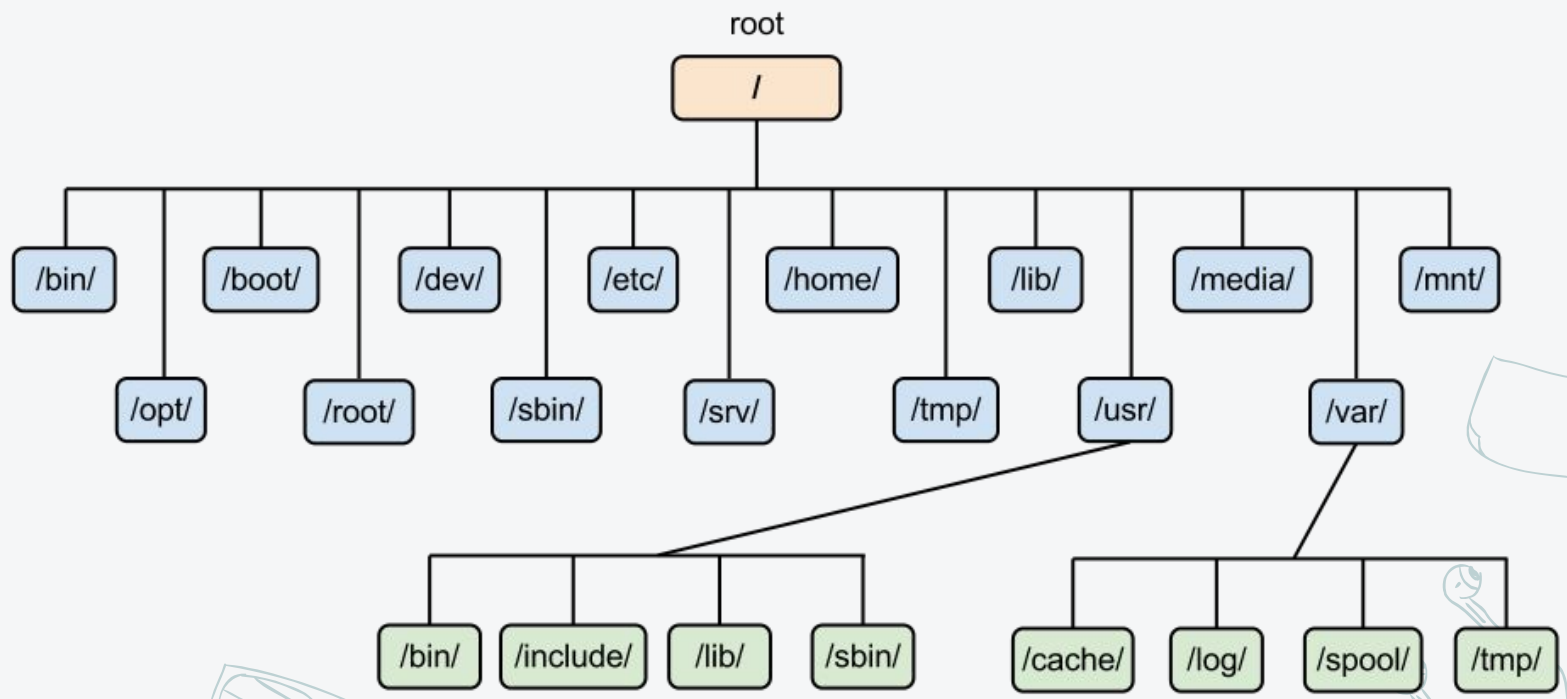 root
/
/bin/
/boot/
/dev/
/etc/
/home/
/lib/
/media/
/mnt/
/opt/
/root/
/sbin/
/srv/
/tmp/
/usr/
/var/
/bin/
/include/
/lib/
/sbin/
/cache/
/log/
/spool/
/tmp/